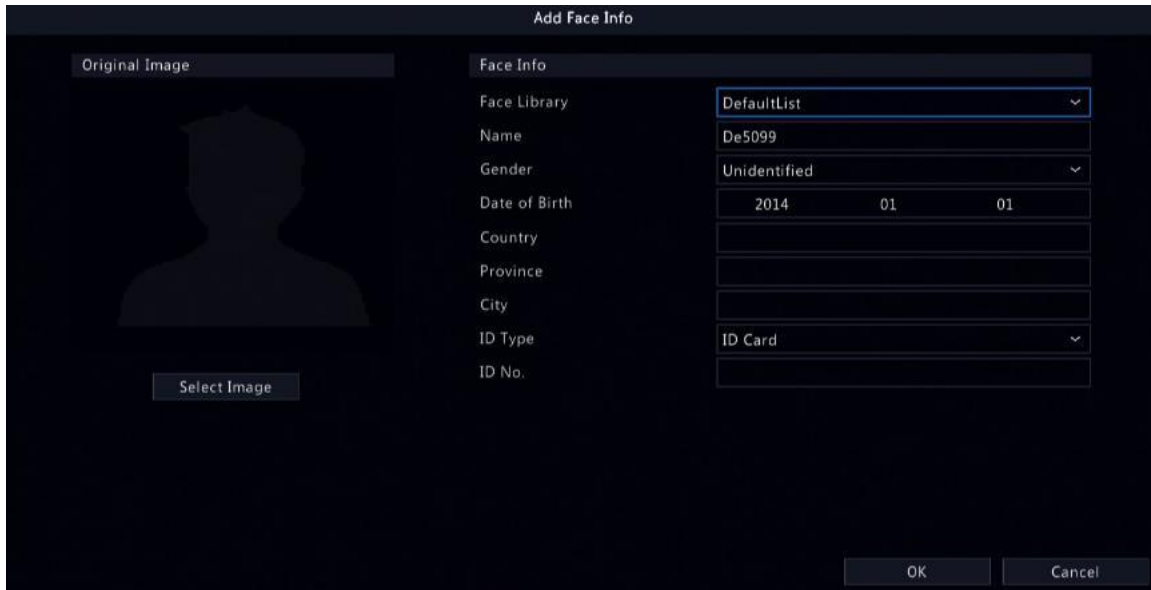 Add Face Info
Original Image
Select Image
Face Info
Face Library DefaultList
Name De5099
Gender Unidentified
Date of Birth 2014 01 01
Country
Province
City
ID Type ID Card
ID No.
OK Cancel